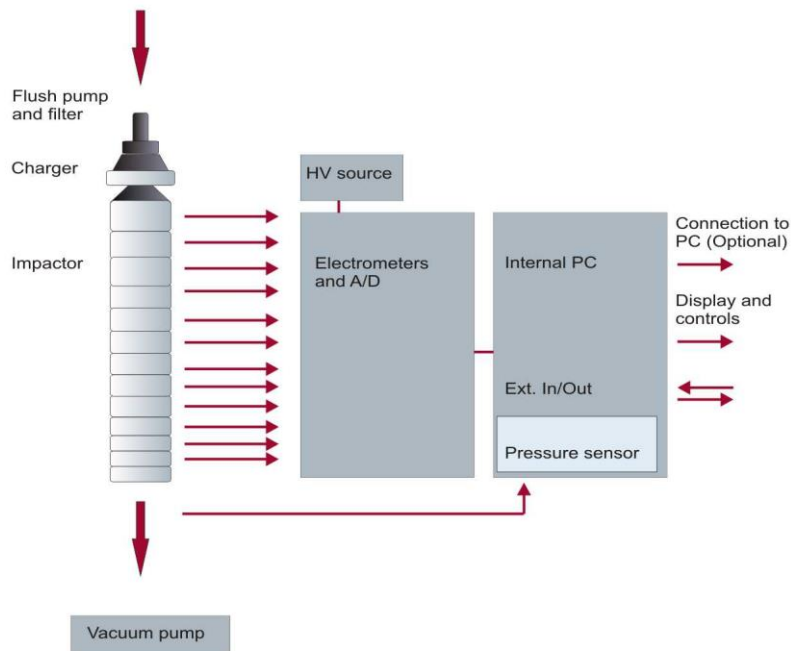 Flush pump
and filter
Charger
Impactor
HV source
Electrometers
and A/D
Internal PC
Ext. In/Out
Pressure sensor
Connection to
PC (Optional)
Display and
controls
Vacuum pump